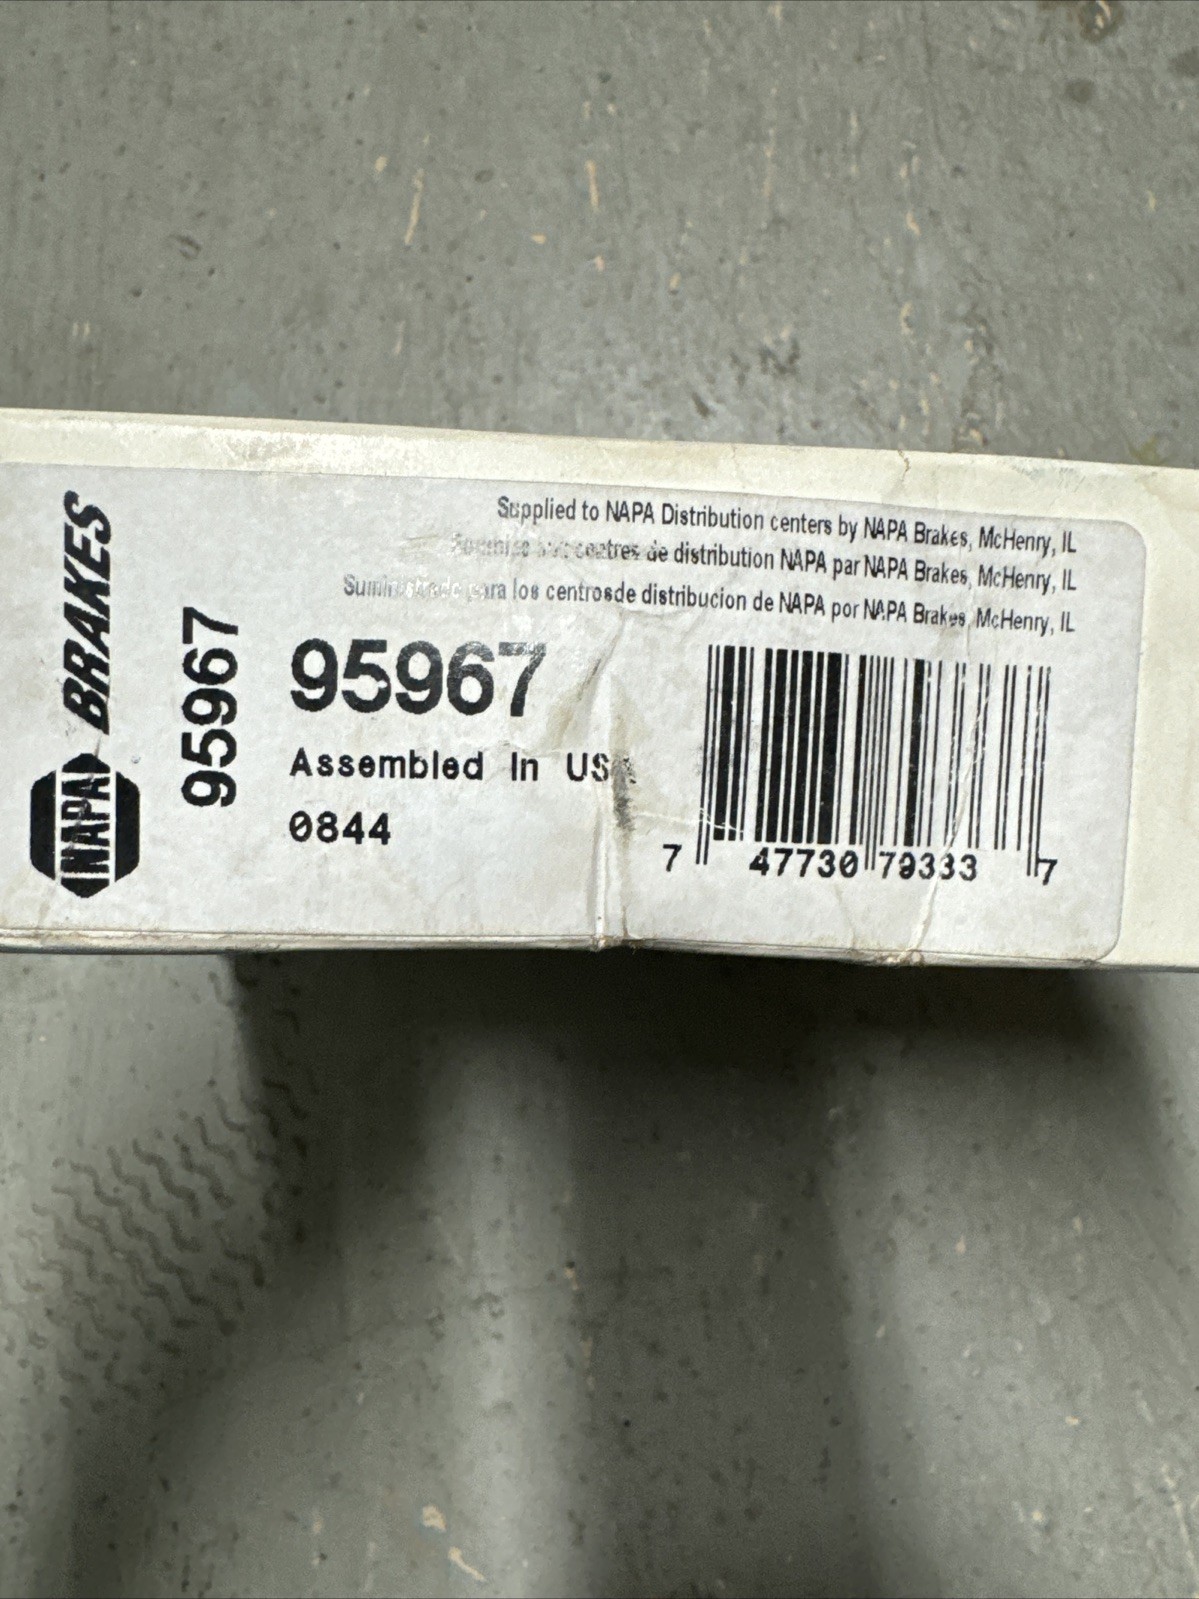 NAPA BRAKES
95967
Supplied to NAPA Distribution centers by NAPA Brakes, McHenry, IL
centres de distribution NAPA par NAPA Brakes, McHenry, IL
para los centrosde distribucion de NAPA por NAPA Brakes, McHenry, IL
95967
Assembled In USA
0844
7 47730 79333 7